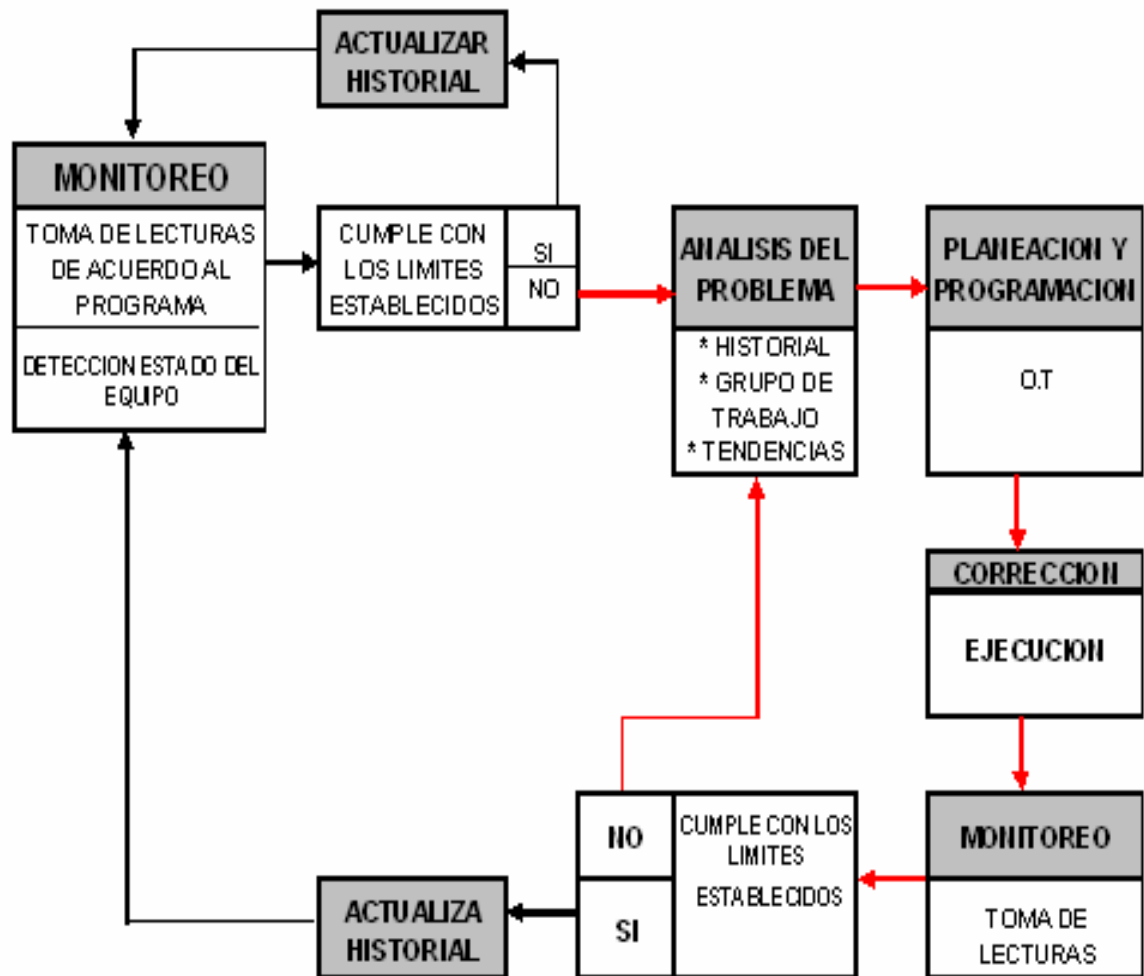 ACTUALIZAR
HISTORIAL
MONITOREO
TOMA DE LECTURAS
DE ACUERDO AL
PROGRAMA
DETECCION ESTADO DEL
EQUIPO
CUMPLE CON
LOS LIMITES
ESTABLECIDOS
SI
NO
ANALISIS DEL
PROBLEMA
* HISTORIAL
* GRUPO DE
TRABAJO
* TENDENCIAS
PLANEACION Y
PROGRAMACION
O.T
CORRECCION
EJECUCION
MONITOREO
TOMA DE
LECTURAS
CUMPLE CON LOS
LIMITES
ESTABLECIDOS
NO
SI
ACTUALIZA
HISTORIAL